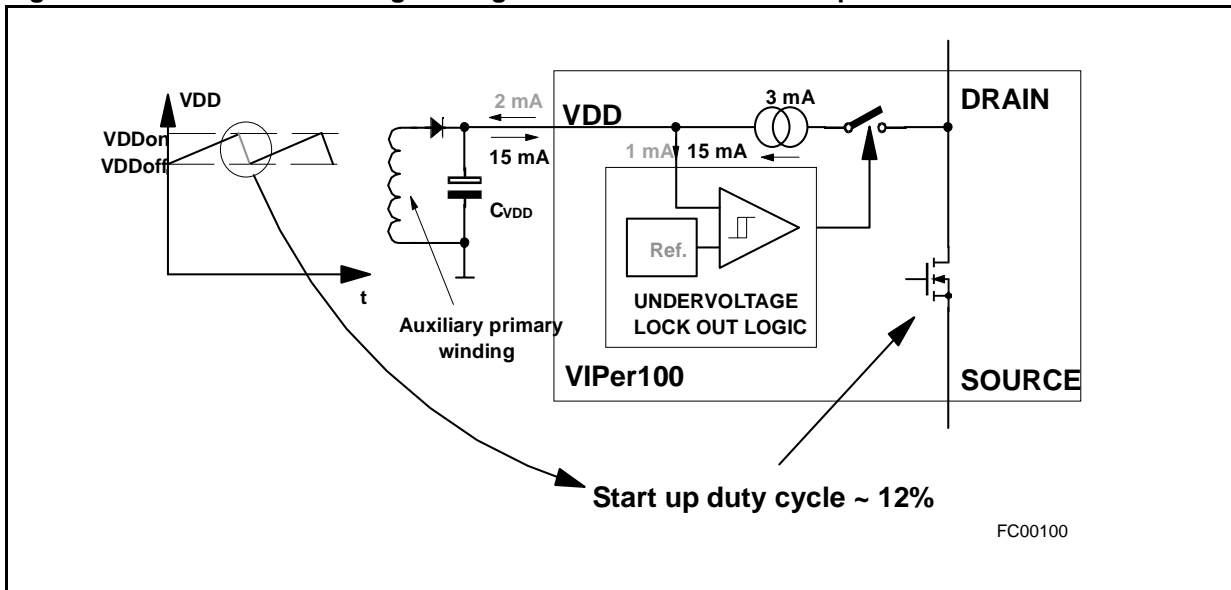 VDD
VDDon
VDDoff
t
2 mA
15 mA
CVDD
Auxiliary primary
winding
VDD
3 mA
DRAIN
1 mA
15 mA
Ref.
UNDERVOLTAGE
LOCK OUT LOGIC
VIPer100
SOURCE
Start up duty cycle ~ 12%
FC00100